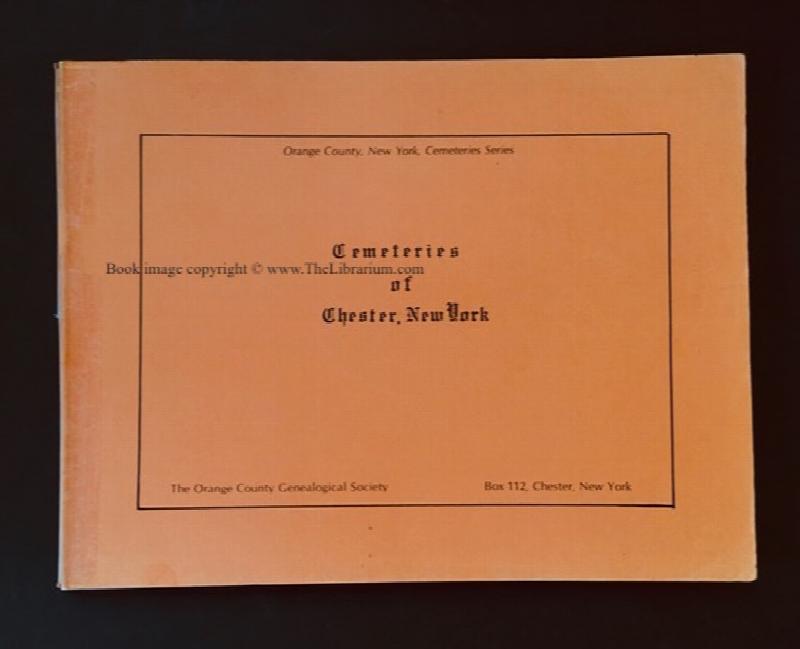 Orange County, New York, Cemeteries Series
Cemeteries
Book image copyright © www.TheLibrarium.com
of
Chester, New York
The Orange County Genealogical Society
Box 112, Chester, New York